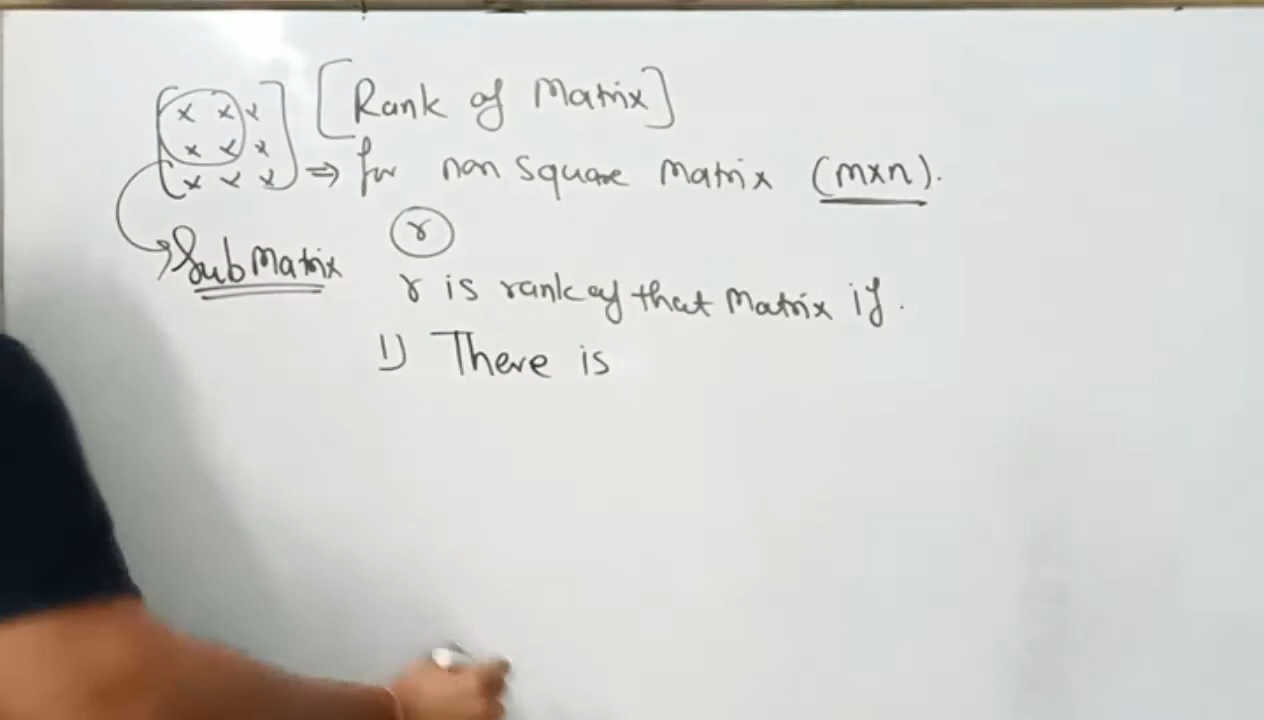 [x x x] [Rank of Matrix]
x x x
x x x ⇒ for non square matrix (m×n).
SubMatrix r
r is rank of that Matrix if.
1) There is